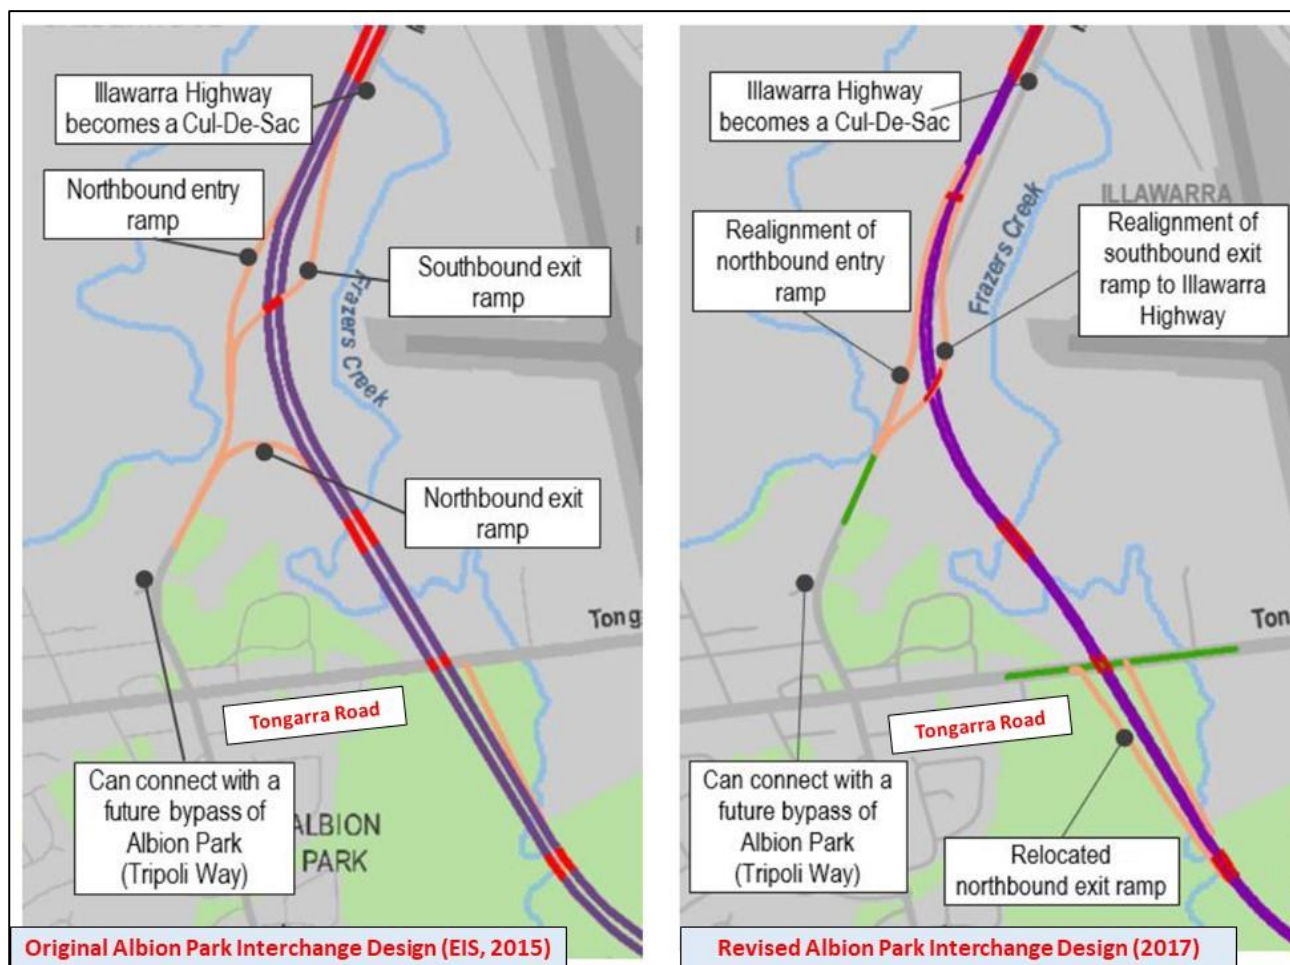 Illawarra Highway
becomes a Cul-De-Sac
Northbound entry
ramp
Southbound exit
ramp
Frazers Creek
Northbound exit
ramp
Tongarra Road
Can connect with a
future bypass of
Albion Park
(Tripoli Way)
ALBION
PARK
Original Albion Park Interchange Design (EIS, 2015)
Illawarra Highway
becomes a Cul-De-Sac
ILLAWARRA
Realignment of
northbound entry
ramp
Frazers Creek
Realignment of
southbound exit
ramp to Illawarra
Highway
Ton
Tongarra Road
Can connect with a
future bypass of
Albion Park
(Tripoli Way)
Relocated
northbound exit ramp
Revised Albion Park Interchange Design (2017)